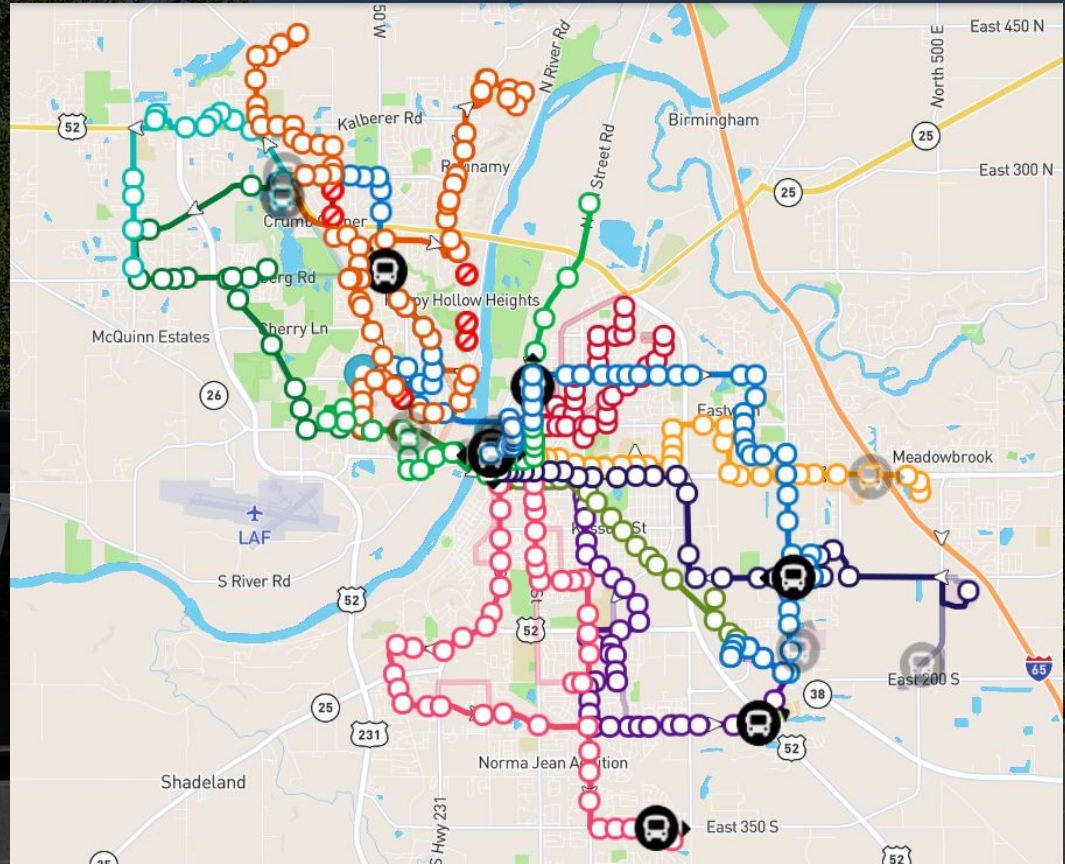 50 W
N River Rd
East 450 N
North 500 E
52
Kalberer Rd
Birmingham
25
Street Rd
East 300 N
25
McQuinn Estates
Cherry Ln
Happy Hollow Heights
26
Meadowbrook
LAF
S River Rd
52
52
East 200 S
65
38
25
231
52
Norma Jean Addition
Shadeland
S Hwy 231
East 350 S
52
25